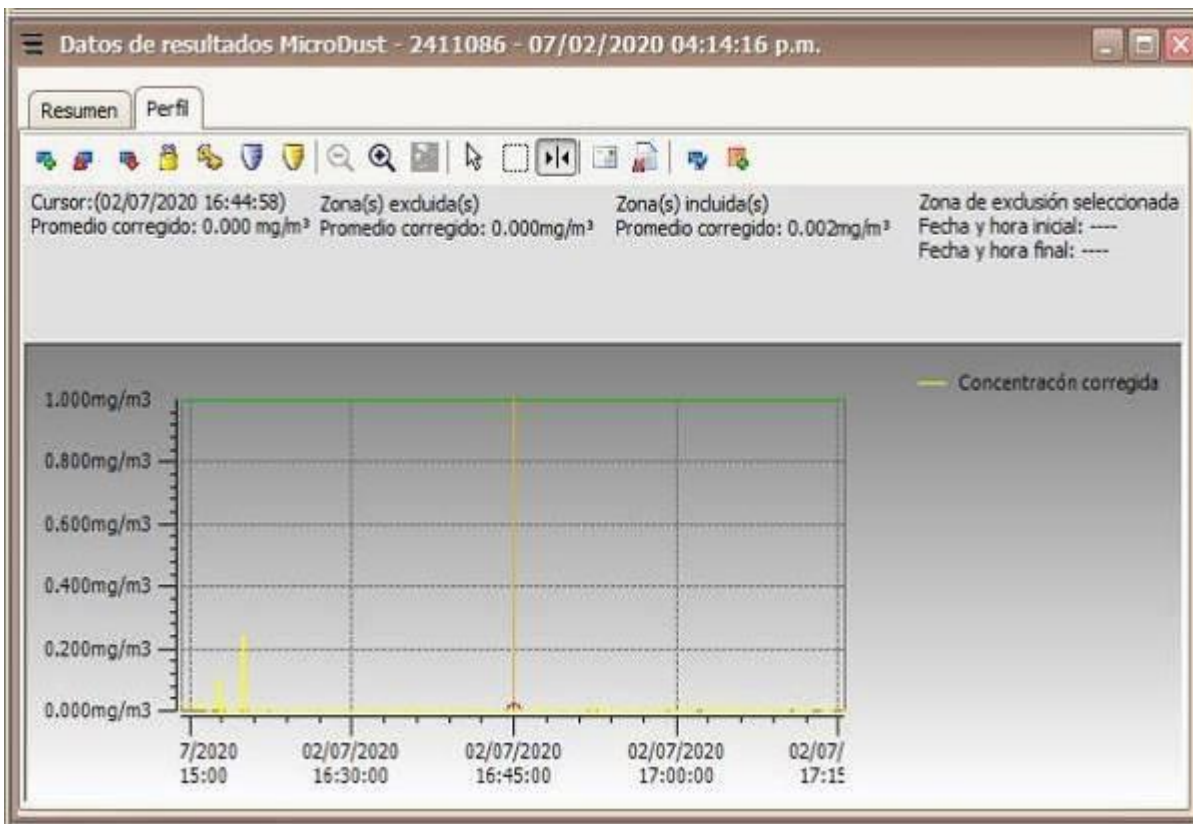 Datos de resultados MicroDust - 2411086 - 07/02/2020 04:14:16 p.m.
Resumen Perfil
Cursor:(02/07/2020 16:44:58) Zona(s) excluida(s) Zona(s) incluida(s) Zona de exclusión seleccionada
Promedio corregido: 0.000 mg/m³ Promedio corregido: 0.000mg/m³ Promedio corregido: 0.002mg/m³ Fecha y hora inicial: ----
Fecha y hora final: ----
Concentracón corregida
1.000mg/m3
0.800mg/m3
0.600mg/m3
0.400mg/m3
0.200mg/m3
0.000mg/m3
7/2020 02/07/2020 02/07/2020 02/07/2020 02/07/
15:00 16:30:00 16:45:00 17:00:00 17:15